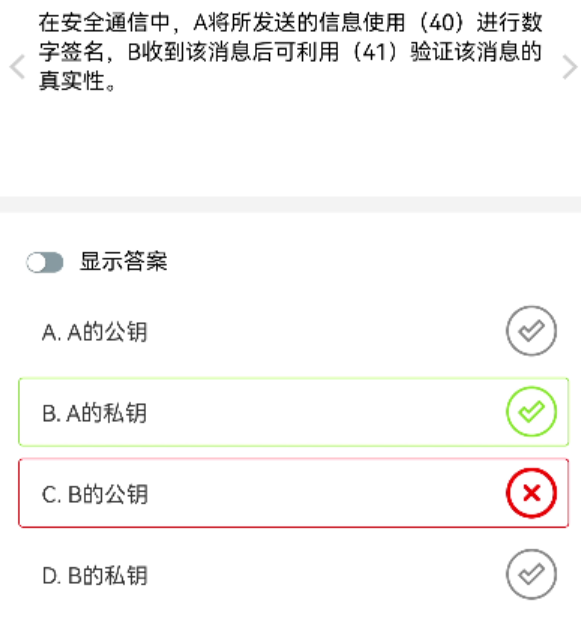 在安全通信中，A将所发送的信息使用（40）进行数
字签名，B收到该消息后可利用（41）验证该消息的
真实性。
显示答案
A. A的公钥
B. A的私钥
C. B的公钥
D. B的私钥